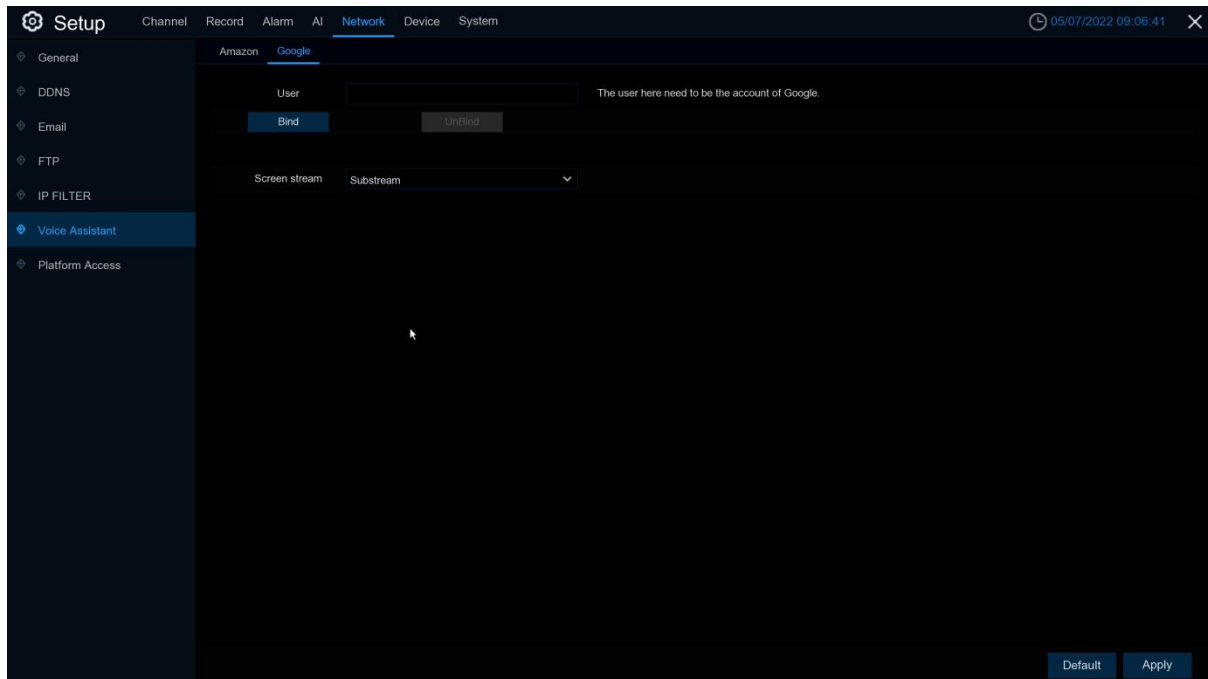 Setup Channel Record Alarm AI Network Device System 05/07/2022 09:06:41
General
DDNS
Email
FTP
IP FILTER
Voice Assistant
Platform Access
Amazon Google
User The user here need to be the account of Google.
Bind UnBind
Screen stream Substream
Default Apply